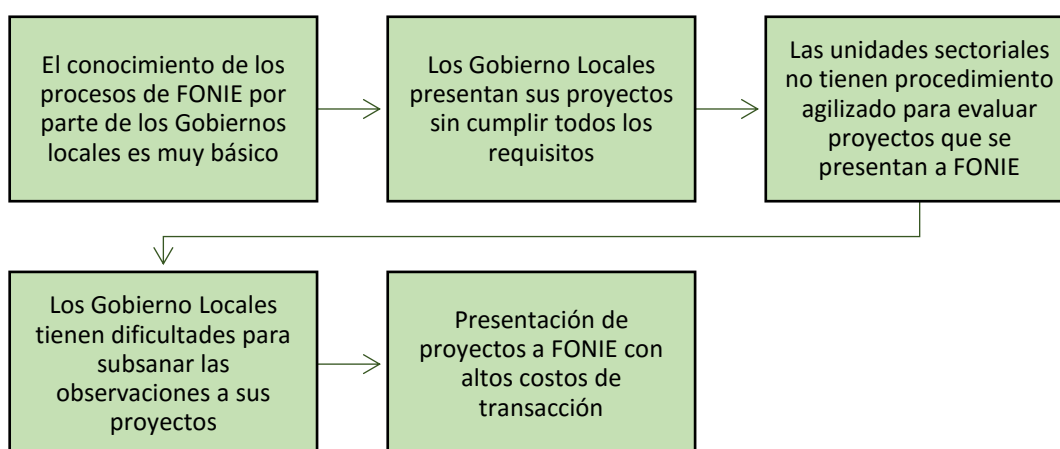 El conocimiento de los
procesos de FONIE por
parte de los Gobiernos
locales es muy básico
Los Gobierno Locales
presentan sus proyectos
sin cumplir todos los
requisitos
Las unidades sectoriales
no tienen procedimiento
agilizado para evaluar
proyectos que se
presentan a FONIE
Los Gobierno Locales
tienen dificultades para
subsanar las
observaciones a sus
proyectos
Presentación de
proyectos a FONIE con
altos costos de
transacción